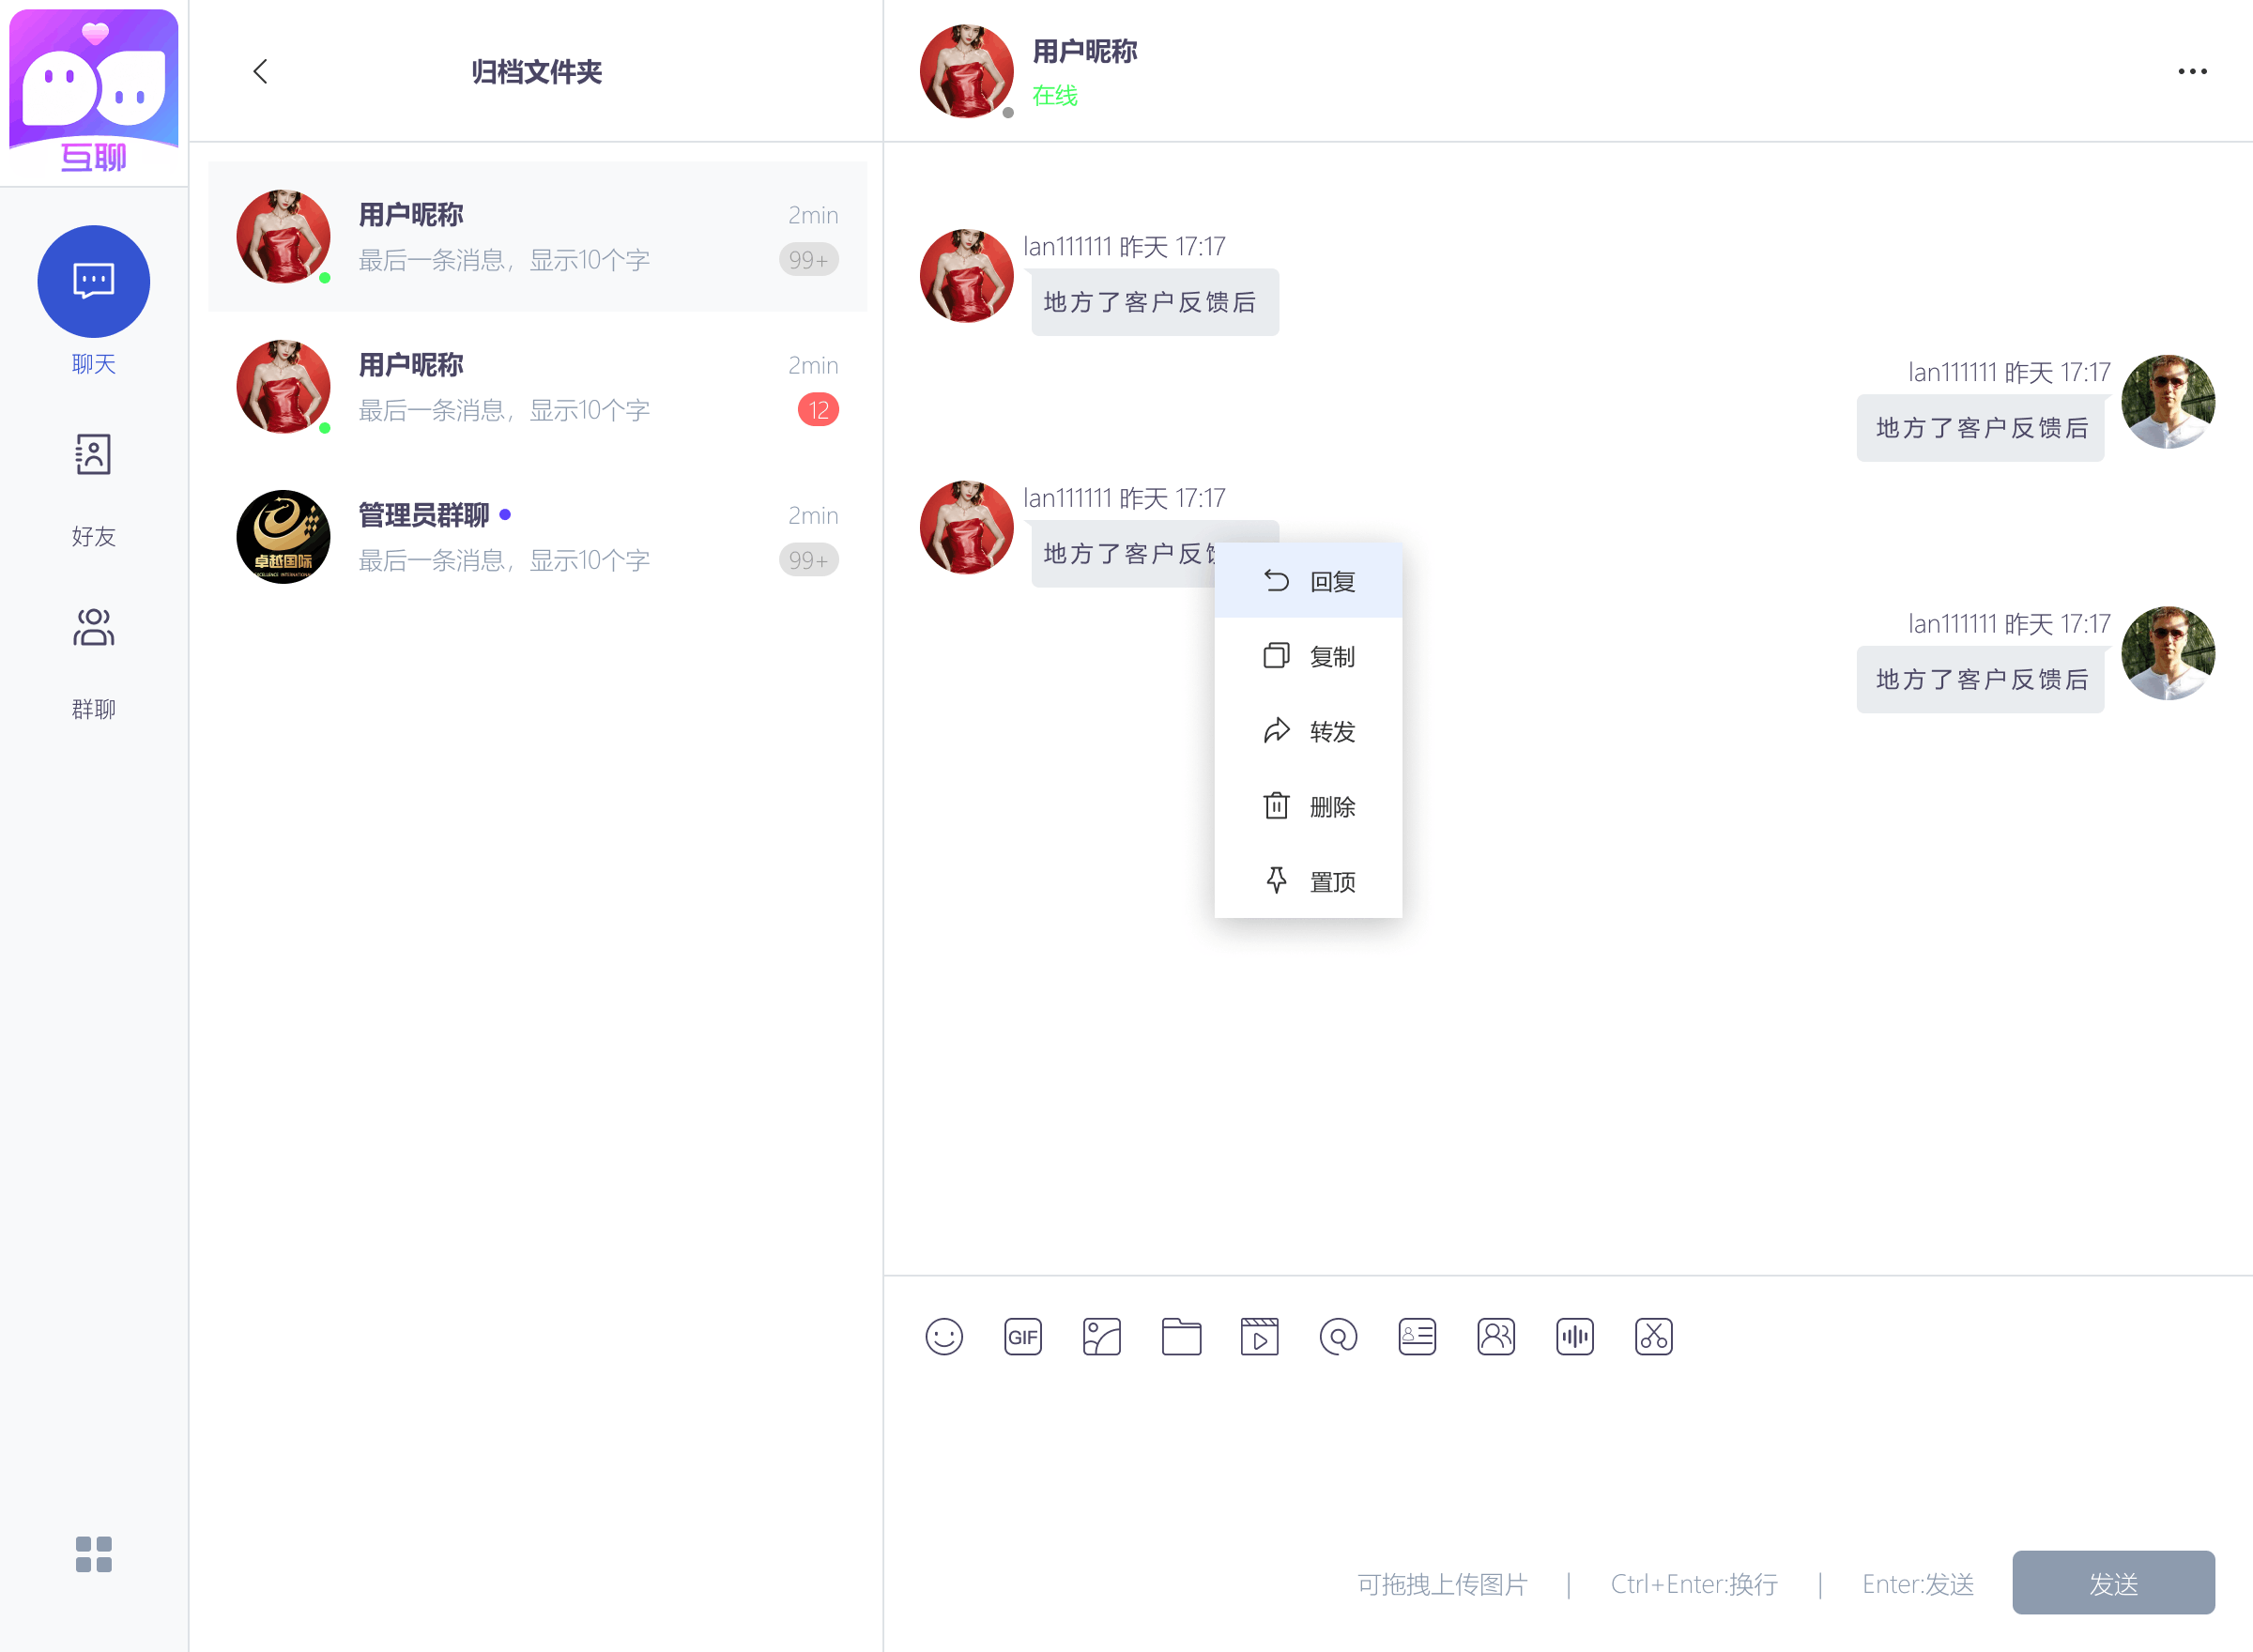 互聊
聊天
好友
群聊
归档文件夹
用户昵称
2min
最后一条消息，显示10个字
99+
用户昵称
2min
最后一条消息，显示10个字
12
管理员群聊
2min
最后一条消息，显示10个字
99+
卓越国际
EXCELLENCE INTERNATIONAL
用户昵称
在线
lan111111 昨天 17:17
地方了客户反馈后
lan111111 昨天 17:17
地方了客户反馈后
lan111111 昨天 17:17
地方了客户反馈
lan111111 昨天 17:17
地方了客户反馈后
回复
复制
转发
删除
置顶
GIF
可拖拽上传图片 | Ctrl+Enter:换行 | Enter:发送
发送